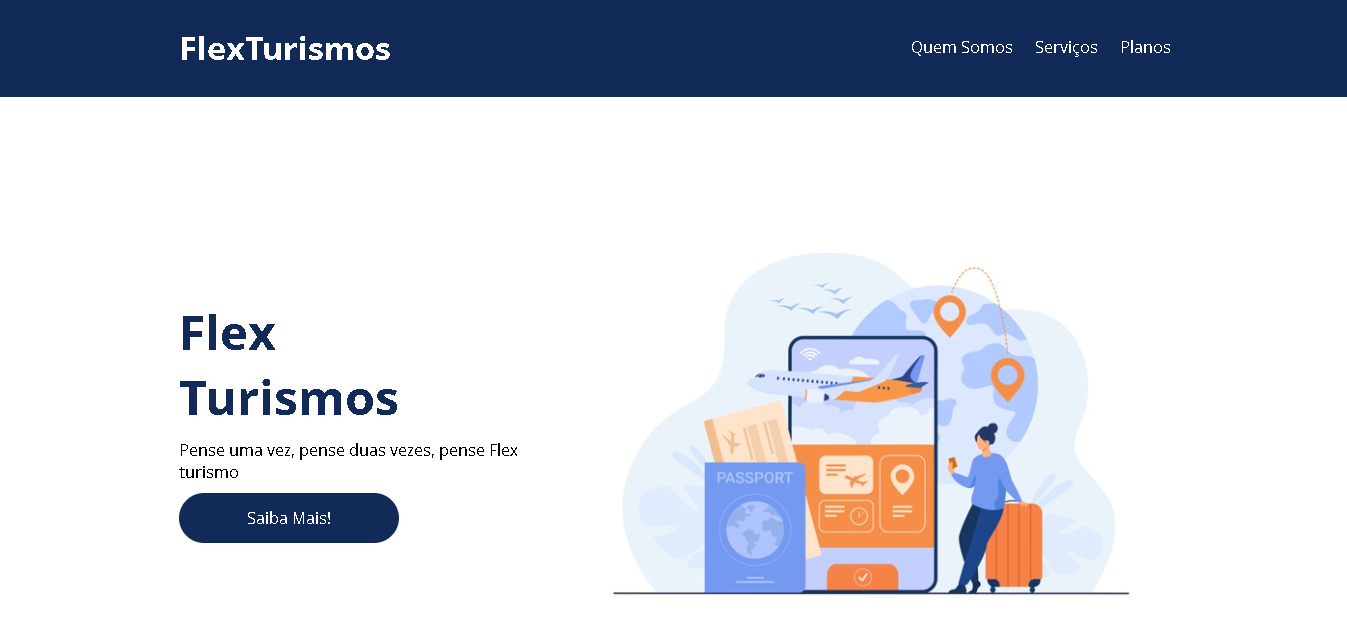 FlexTurismos
Quem Somos Serviços Planos
Flex
Turismos
Pense uma vez, pense duas vezes, pense Flex
turismo
Saiba Mais!
PASSPORT